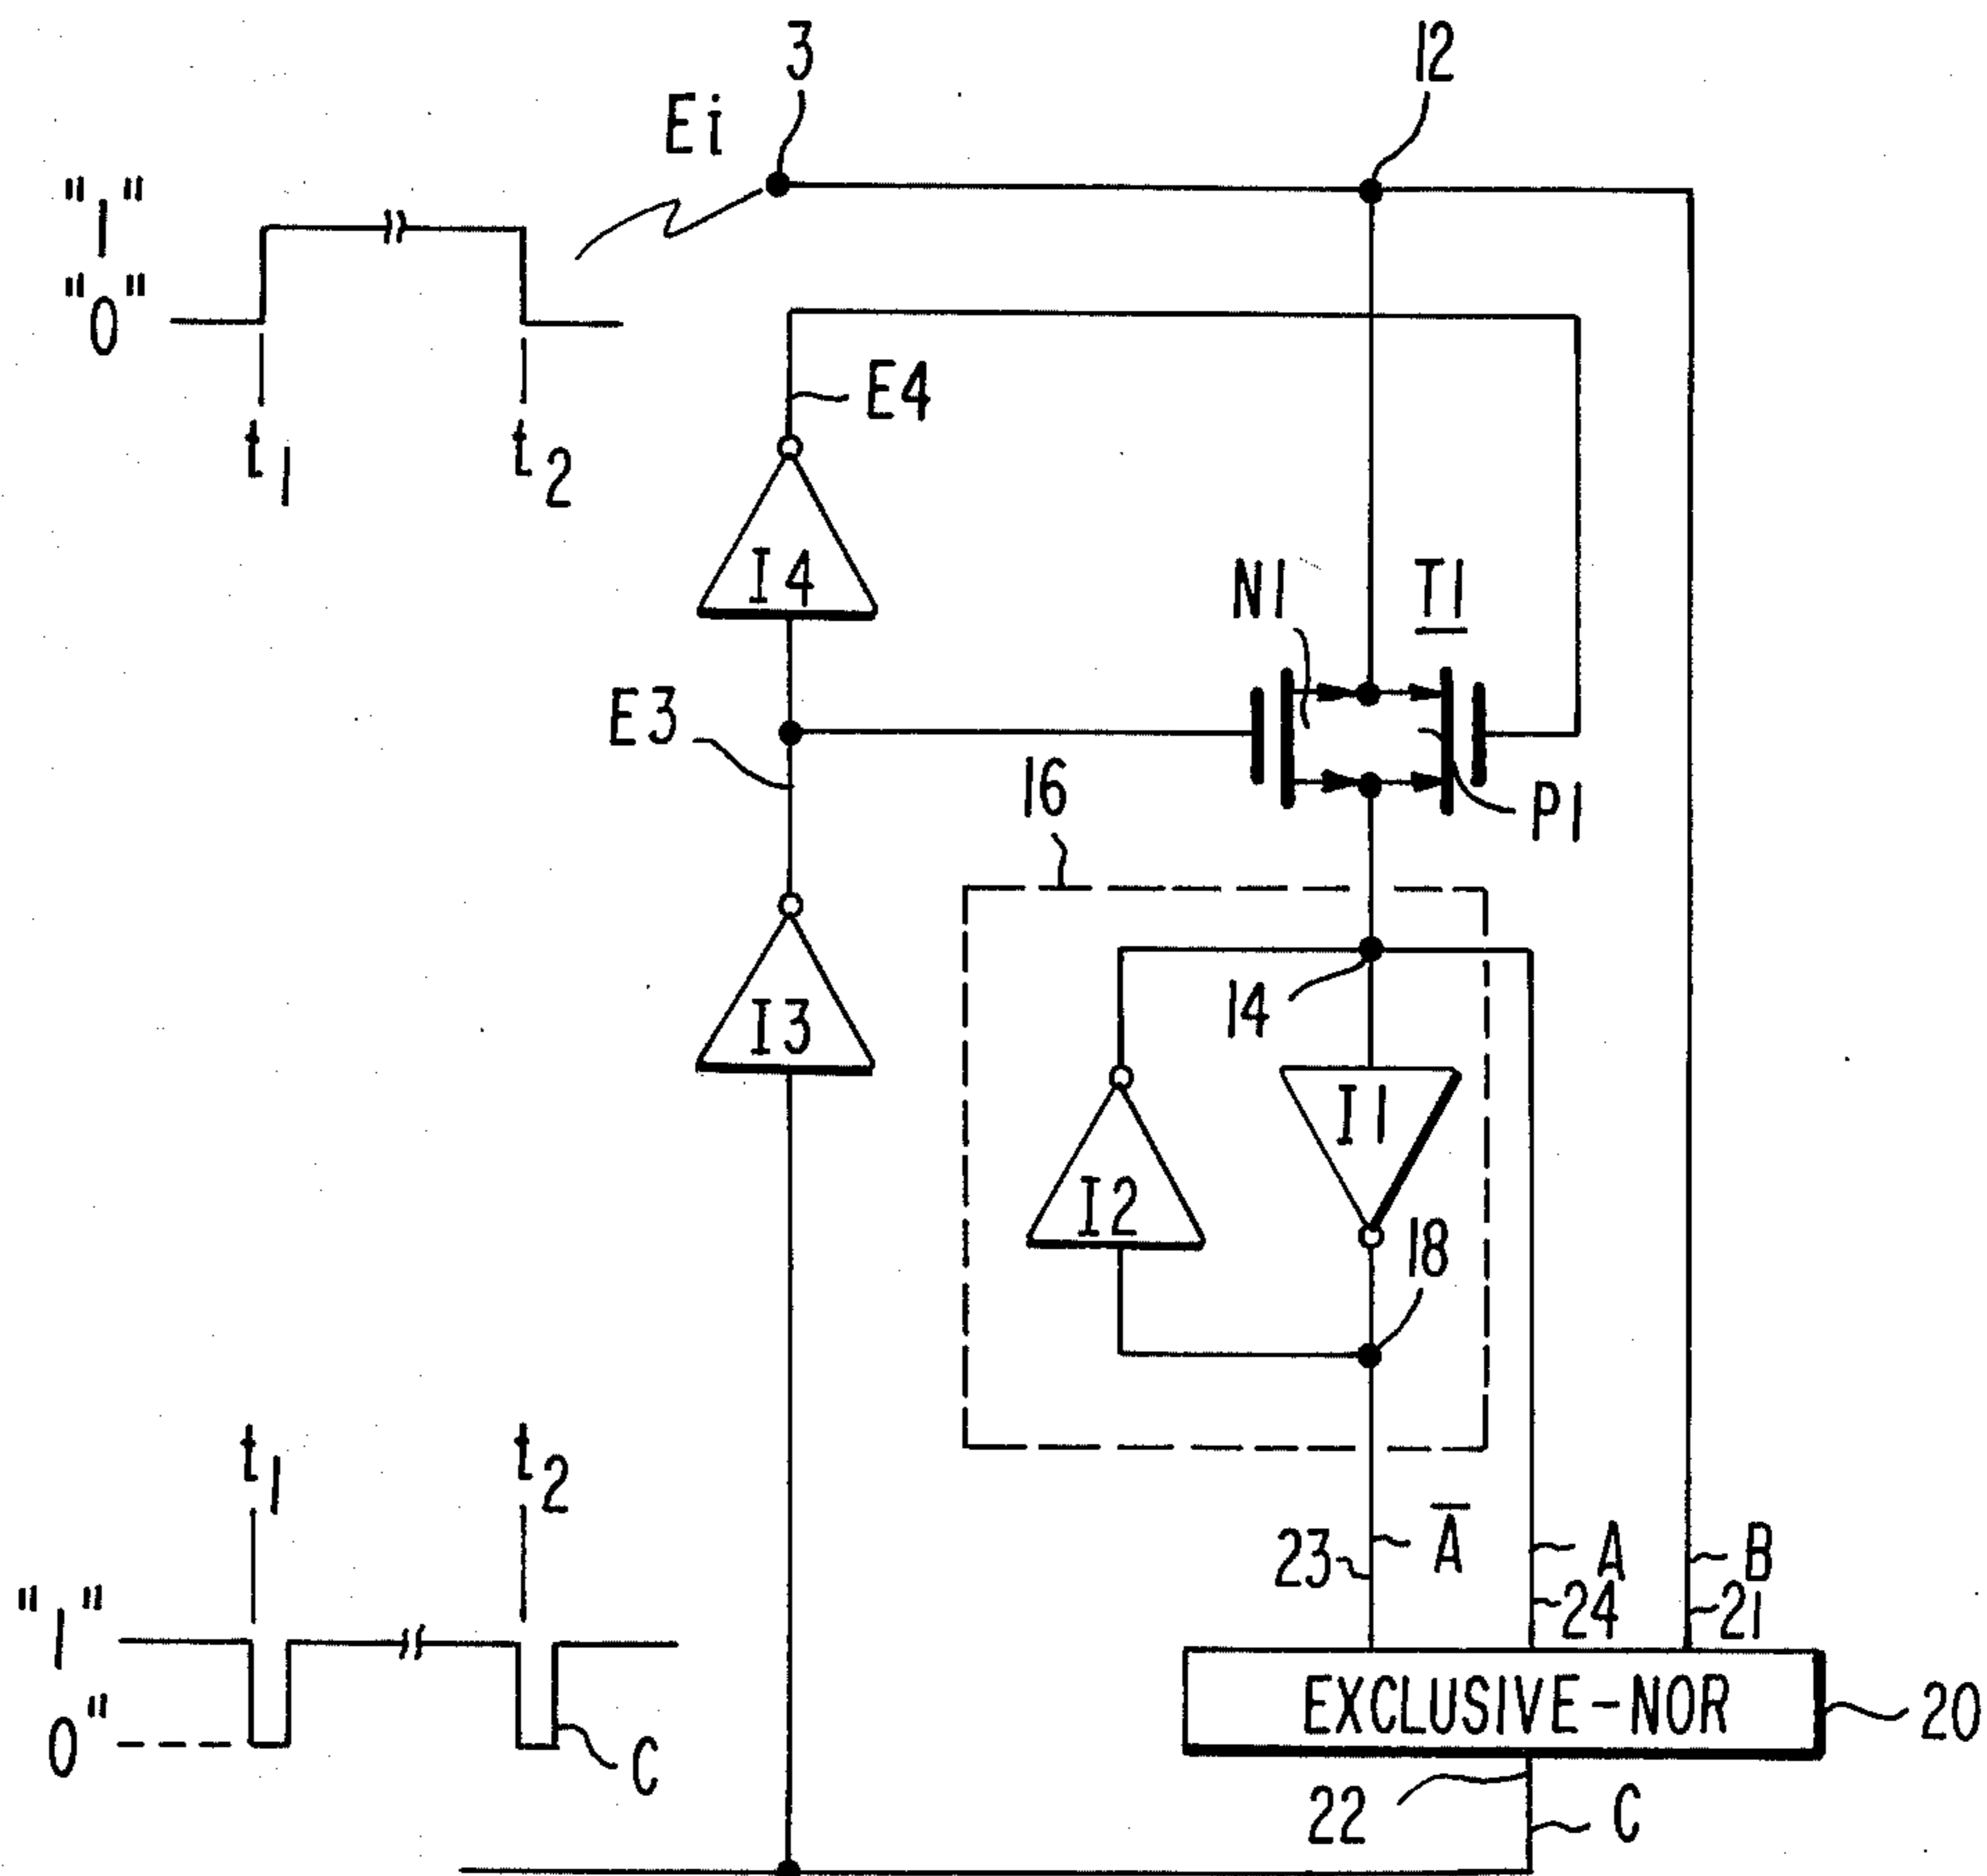 3
12
Ei
"1"
"0"
t1
t2
E4
I4
N1
T1
E3
16
P1
14
I3
I1
I2
18
t1
t2
23
A̅
A
B
24
21
"1"
0"
C
EXCLUSIVE-NOR
20
22
C